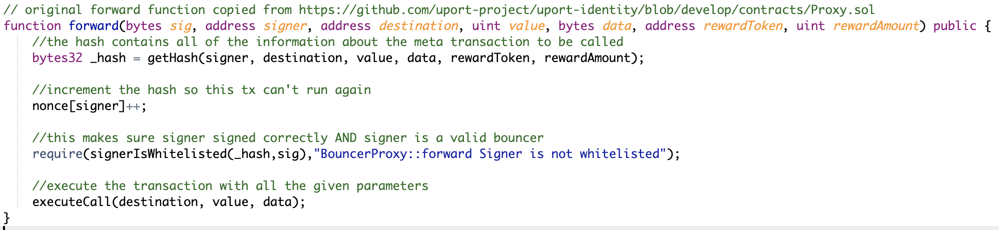 // original forward function copied from https://github.com/uport-project/uport-identity/blob/develop/contracts/Proxy.sol
function forward(bytes sig, address signer, address destination, uint value, bytes data, address rewardToken, uint rewardAmount) public {
    //the hash contains all of the information about the meta transaction to be called
    bytes32 _hash = getHash(signer, destination, value, data, rewardToken, rewardAmount);
    //increment the hash so this tx can't run again
    nonce[signer]++;
    //this makes sure signer signed correctly AND signer is a valid bouncer
    require(signerIsWhitelisted(_hash,sig),"BouncerProxy::forward Signer is not whitelisted");
    //execute the transaction with all the given parameters
    executeCall(destination, value, data);
}